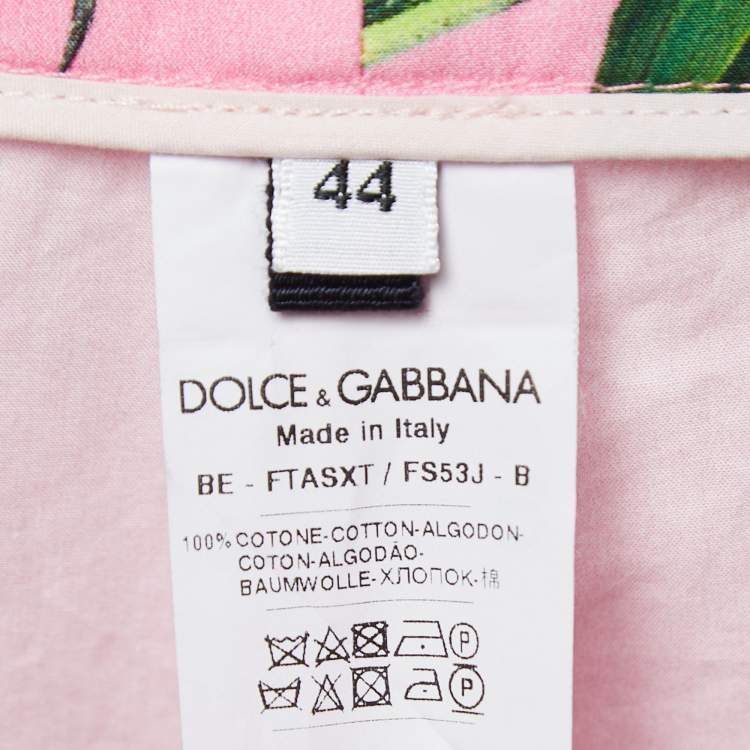 44
DOLCE & GABBANA
Made in Italy
BE - FTASXT / FS53J - B
100% COTONE-COTTON-ALGODON-
COTON-ALGODÃO-
BAUMWOLLE-ХЛОПОК-棉
P
P